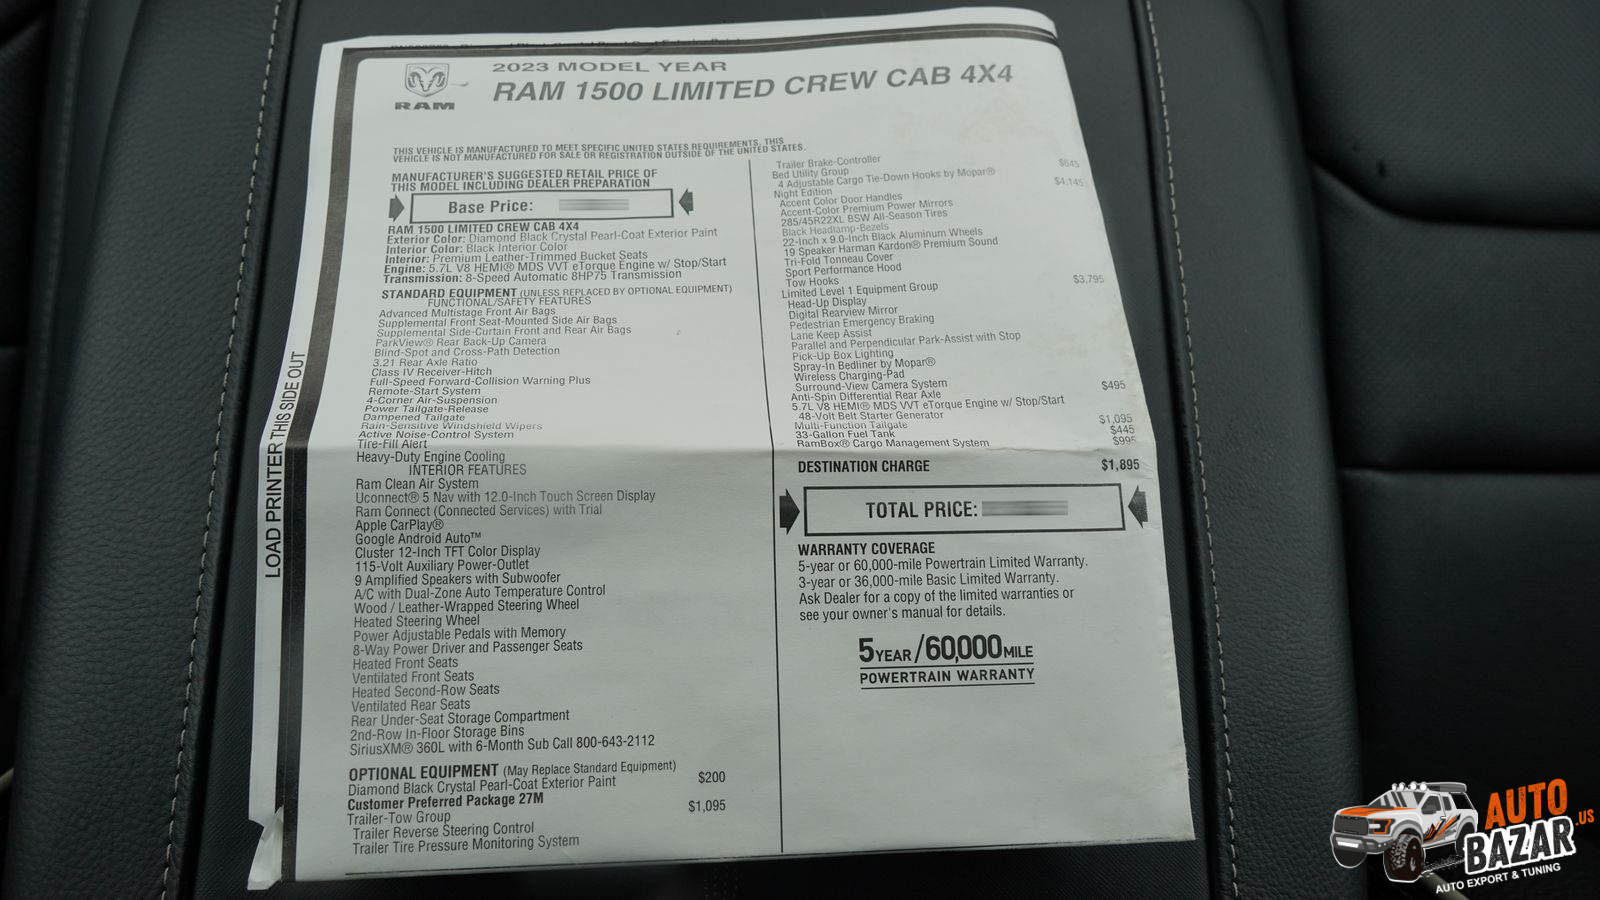 2023 MODEL YEAR
RAM 1500 LIMITED CREW CAB 4X4
RAM
THIS VEHICLE IS MANUFACTURED TO MEET SPECIFIC UNITED STATES REQUIREMENTS. THIS
VEHICLE IS NOT MANUFACTURED FOR SALE OR REGISTRATION OUTSIDE OF THE UNITED STATES.
MANUFACTURER'S SUGGESTED RETAIL PRICE OF
THIS MODEL INCLUDING DEALER PREPARATION
Base Price:
RAM 1500 LIMITED CREW CAB 4X4
Exterior Color: Diamond Black Crystal Pearl-Coat Exterior Paint
Interior Color: Black Interior Color
Interior: Premium Leather-Trimmed Bucket Seats
Engine: 5.7L V8 HEMI® MDS VVT eTorque Engine w/ Stop/Start
Transmission: 8-Speed Automatic 8HP75 Transmission
STANDARD EQUIPMENT (UNLESS REPLACED BY OPTIONAL EQUIPMENT)
FUNCTIONAL/SAFETY FEATURES
Advanced Multistage Front Air Bags
Supplemental Front Seat-Mounted Side Air Bags
Supplemental Side-Curtain Front and Rear Air Bags
ParkView® Rear Back-Up Camera
Blind-Spot and Cross-Path Detection
3.21 Rear Axle Ratio
Class IV Receiver-Hitch
Full-Speed Forward-Collision Warning Plus
Remote-Start System
4-Corner Air-Suspension
Power Tailgate-Release
Dampened Tailgate
Rain-Sensitive Windshield Wipers
Active Noise-Control System
Tire-Fill Alert
Heavy-Duty Engine Cooling
INTERIOR FEATURES
Ram Clean Air System
Uconnect® 5 Nav with 12.0-Inch Touch Screen Display
Ram Connect (Connected Services) with Trial
Apple CarPlay®
Google Android Auto™
Cluster 12-Inch TFT Color Display
115-Volt Auxiliary Power-Outlet
9 Amplified Speakers with Subwoofer
A/C with Dual-Zone Auto Temperature Control
Wood / Leather-Wrapped Steering Wheel
Heated Steering Wheel
Power Adjustable Pedals with Memory
8-Way Power Driver and Passenger Seats
Heated Front Seats
Ventilated Front Seats
Heated Second-Row Seats
Ventilated Rear Seats
Rear Under-Seat Storage Compartment
2nd-Row In-Floor Storage Bins
SiriusXM® 360L with 6-Month Sub Call 800-643-2112
OPTIONAL EQUIPMENT (May Replace Standard Equipment)
Diamond Black Crystal Pearl-Coat Exterior Paint $200
Customer Preferred Package 27M
Trailer-Tow Group $1,095
Trailer Reverse Steering Control
Trailer Tire Pressure Monitoring System
Trailer Brake-Controller
Bed Utility Group $845
4 Adjustable Cargo Tie-Down Hooks by Mopar®
Night Edition $4,145
Accent Color Door Handles
Accent-Color Premium Power Mirrors
285/45R22XL BSW All-Season Tires
Black Headlamp-Bezels
22-Inch x 9.0-Inch Black Aluminum Wheels
19 Speaker Harman Kardon® Premium Sound
Tri-Fold Tonneau Cover
Sport Performance Hood
Tow Hooks
Limited Level 1 Equipment Group $3,795
Head-Up Display
Digital Rearview Mirror
Pedestrian Emergency Braking
Lane Keep Assist
Parallel and Perpendicular Park-Assist with Stop
Pick-Up Box Lighting
Spray-In Bedliner by Mopar®
Wireless Charging-Pad
Surround-View Camera System
Anti-Spin Differential Rear Axle $495
5.7L V8 HEMI® MDS VVT eTorque Engine w/ Stop/Start
48-Volt Belt Starter Generator
Multi-Function Tailgate $1,095
33-Gallon Fuel Tank $445
RamBox® Cargo Management System $995
DESTINATION CHARGE $1,895
TOTAL PRICE:
WARRANTY COVERAGE
5-year or 60,000-mile Powertrain Limited Warranty.
3-year or 36,000-mile Basic Limited Warranty.
Ask Dealer for a copy of the limited warranties or
see your owner's manual for details.
5 YEAR/60,000 MILE
POWERTRAIN WARRANTY
LOAD PRINTER THIS SIDE OUT
AUTO
BAZAR.US
AUTO EXPORT & TUNING